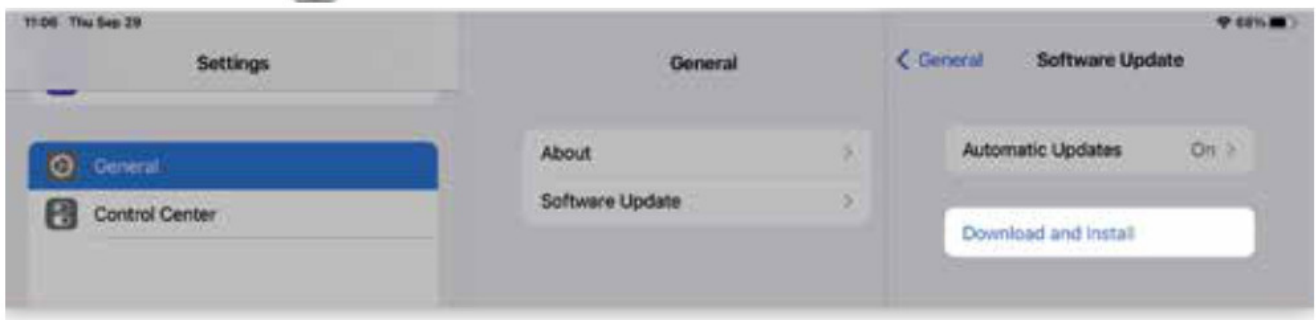 11:06 Thu Sep 29
68%
Settings
General
Control Center
General
About
Software Update
General
Software Update
Automatic Updates On
Download and Install